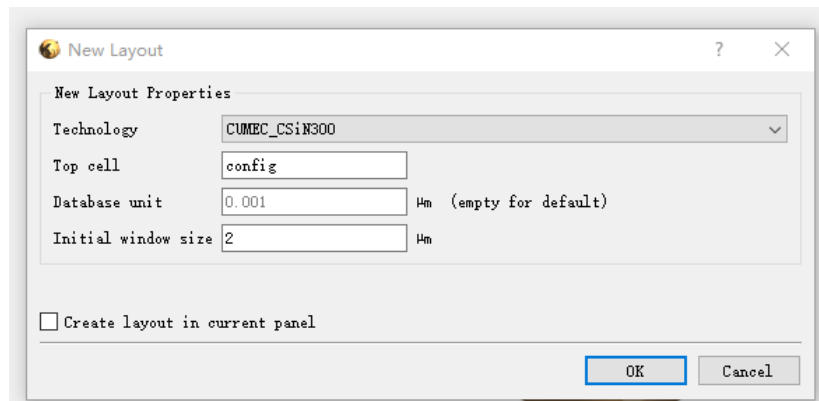 New Layout ?
New Layout Properties
Technology CUMEC_CSiN300
Top cell config
Database unit 0.001 µm (empty for default)
Initial window size 2 µm
Create layout in current panel
OK Cancel